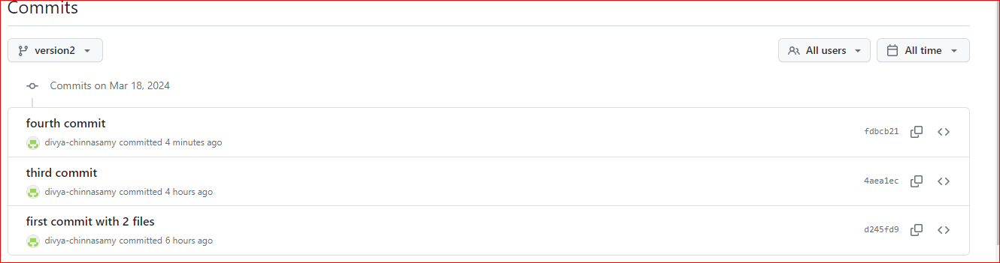 Commits
version2
All users
All time
Commits on Mar 18, 2024
fourth commit
divya-chinnasamy committed 4 minutes ago
fdbcb21
third commit
divya-chinnasamy committed 4 hours ago
4aea1ec
first commit with 2 files
divya-chinnasamy committed 6 hours ago
d245fd9